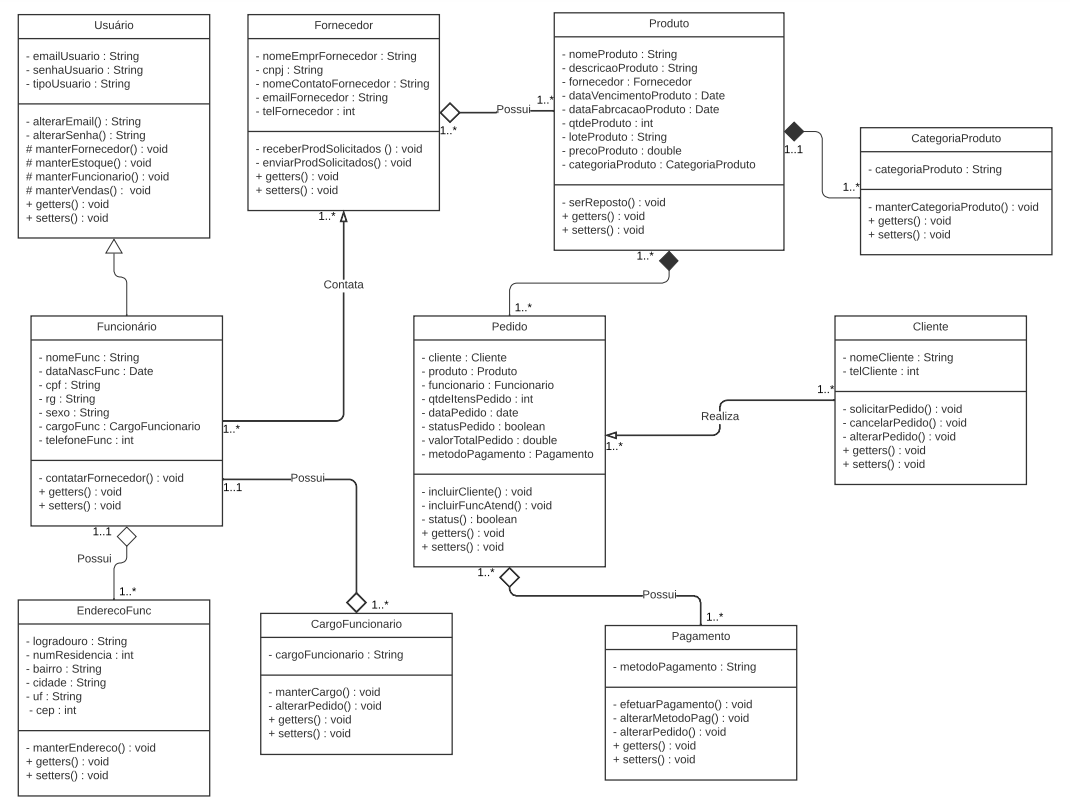 Usuário
- emailUsuario : String
- senhaUsuario : String
- tipoUsuario : String
- alterarEmail() : String
- alterarSenha() : String
# manterFornecedor() : void
# manterEstoque() : void
# manterFuncionario() : void
# manterVendas() :  void
+ getters() : void
+ setters() : void
Fornecedor
- nomeEmprFornecedor : String
- cnpj : String
- nomeContatoFornecedor : String
- emailFornecedor : String
- telFornecedor : int
- receberProdSolicitados () : void
- enviarProdSolicitados() : void
+ getters() : void
+ setters() : void
1..*
Possui
1..*
Produto
- nomeProduto : String
- descricaoProduto : String
- fornecedor : Fornecedor
- dataVencimentoProduto : Date
- dataFabrcacaoProduto : Date
- qtdeProduto : int
- loteProduto : String
- precoProduto : double
- categoriaProduto : CategoriaProduto
- serReposto() : void
+ getters() : void
+ setters() : void
1..1
1..*
CategoriaProduto
- categoriaProduto : String
- manterCategoriaProduto() : void
+ getters() : void
+ setters() : void
1..*
Contata
1..*
1..*
1..*
Funcionário
- nomeFunc : String
- dataNascFunc : Date
- cpf : String
- rg : String
- sexo : String
- cargoFunc : CargoFuncionario
- telefoneFunc : int
- contatarFornecedor() : void
+ getters() : void
+ setters() : void
1..1
Possui
1..*
1..1
Possui
1..*
Pedido
- cliente : Cliente
- produto : Produto
- funcionario : Funcionario
- qtdeItensPedido : int
- dataPedido : date
- statusPedido : boolean
- valorTotalPedido : double
- metodoPagamento : Pagamento
- incluirCliente() : void
- incluirFuncAtend() : void
- status() : boolean
+ getters() : void
+ setters() : void
1..*
Realiza
1..*
Cliente
- nomeCliente : String
- telCliente : int
- solicitarPedido() : void
- cancelarPedido() : void
- alterarPedido() : void
+ getters() : void
+ setters() : void
1..*
Possui
1..*
EnderecoFunc
- logradouro : String
- numResidencia : int
- bairro : String
- cidade : String
- uf : String
- cep : int
- manterEndereco() : void
+ getters() : void
+ setters() : void
CargoFuncionario
- cargoFuncionario : String
- manterCargo() : void
- alterarPedido() : void
+ getters() : void
+ setters() : void
Pagamento
- metodoPagamento : String
- efetuarPagamento() : void
- alterarMetodoPag() : void
- alterarPedido() : void
+ getters() : void
+ setters() : void